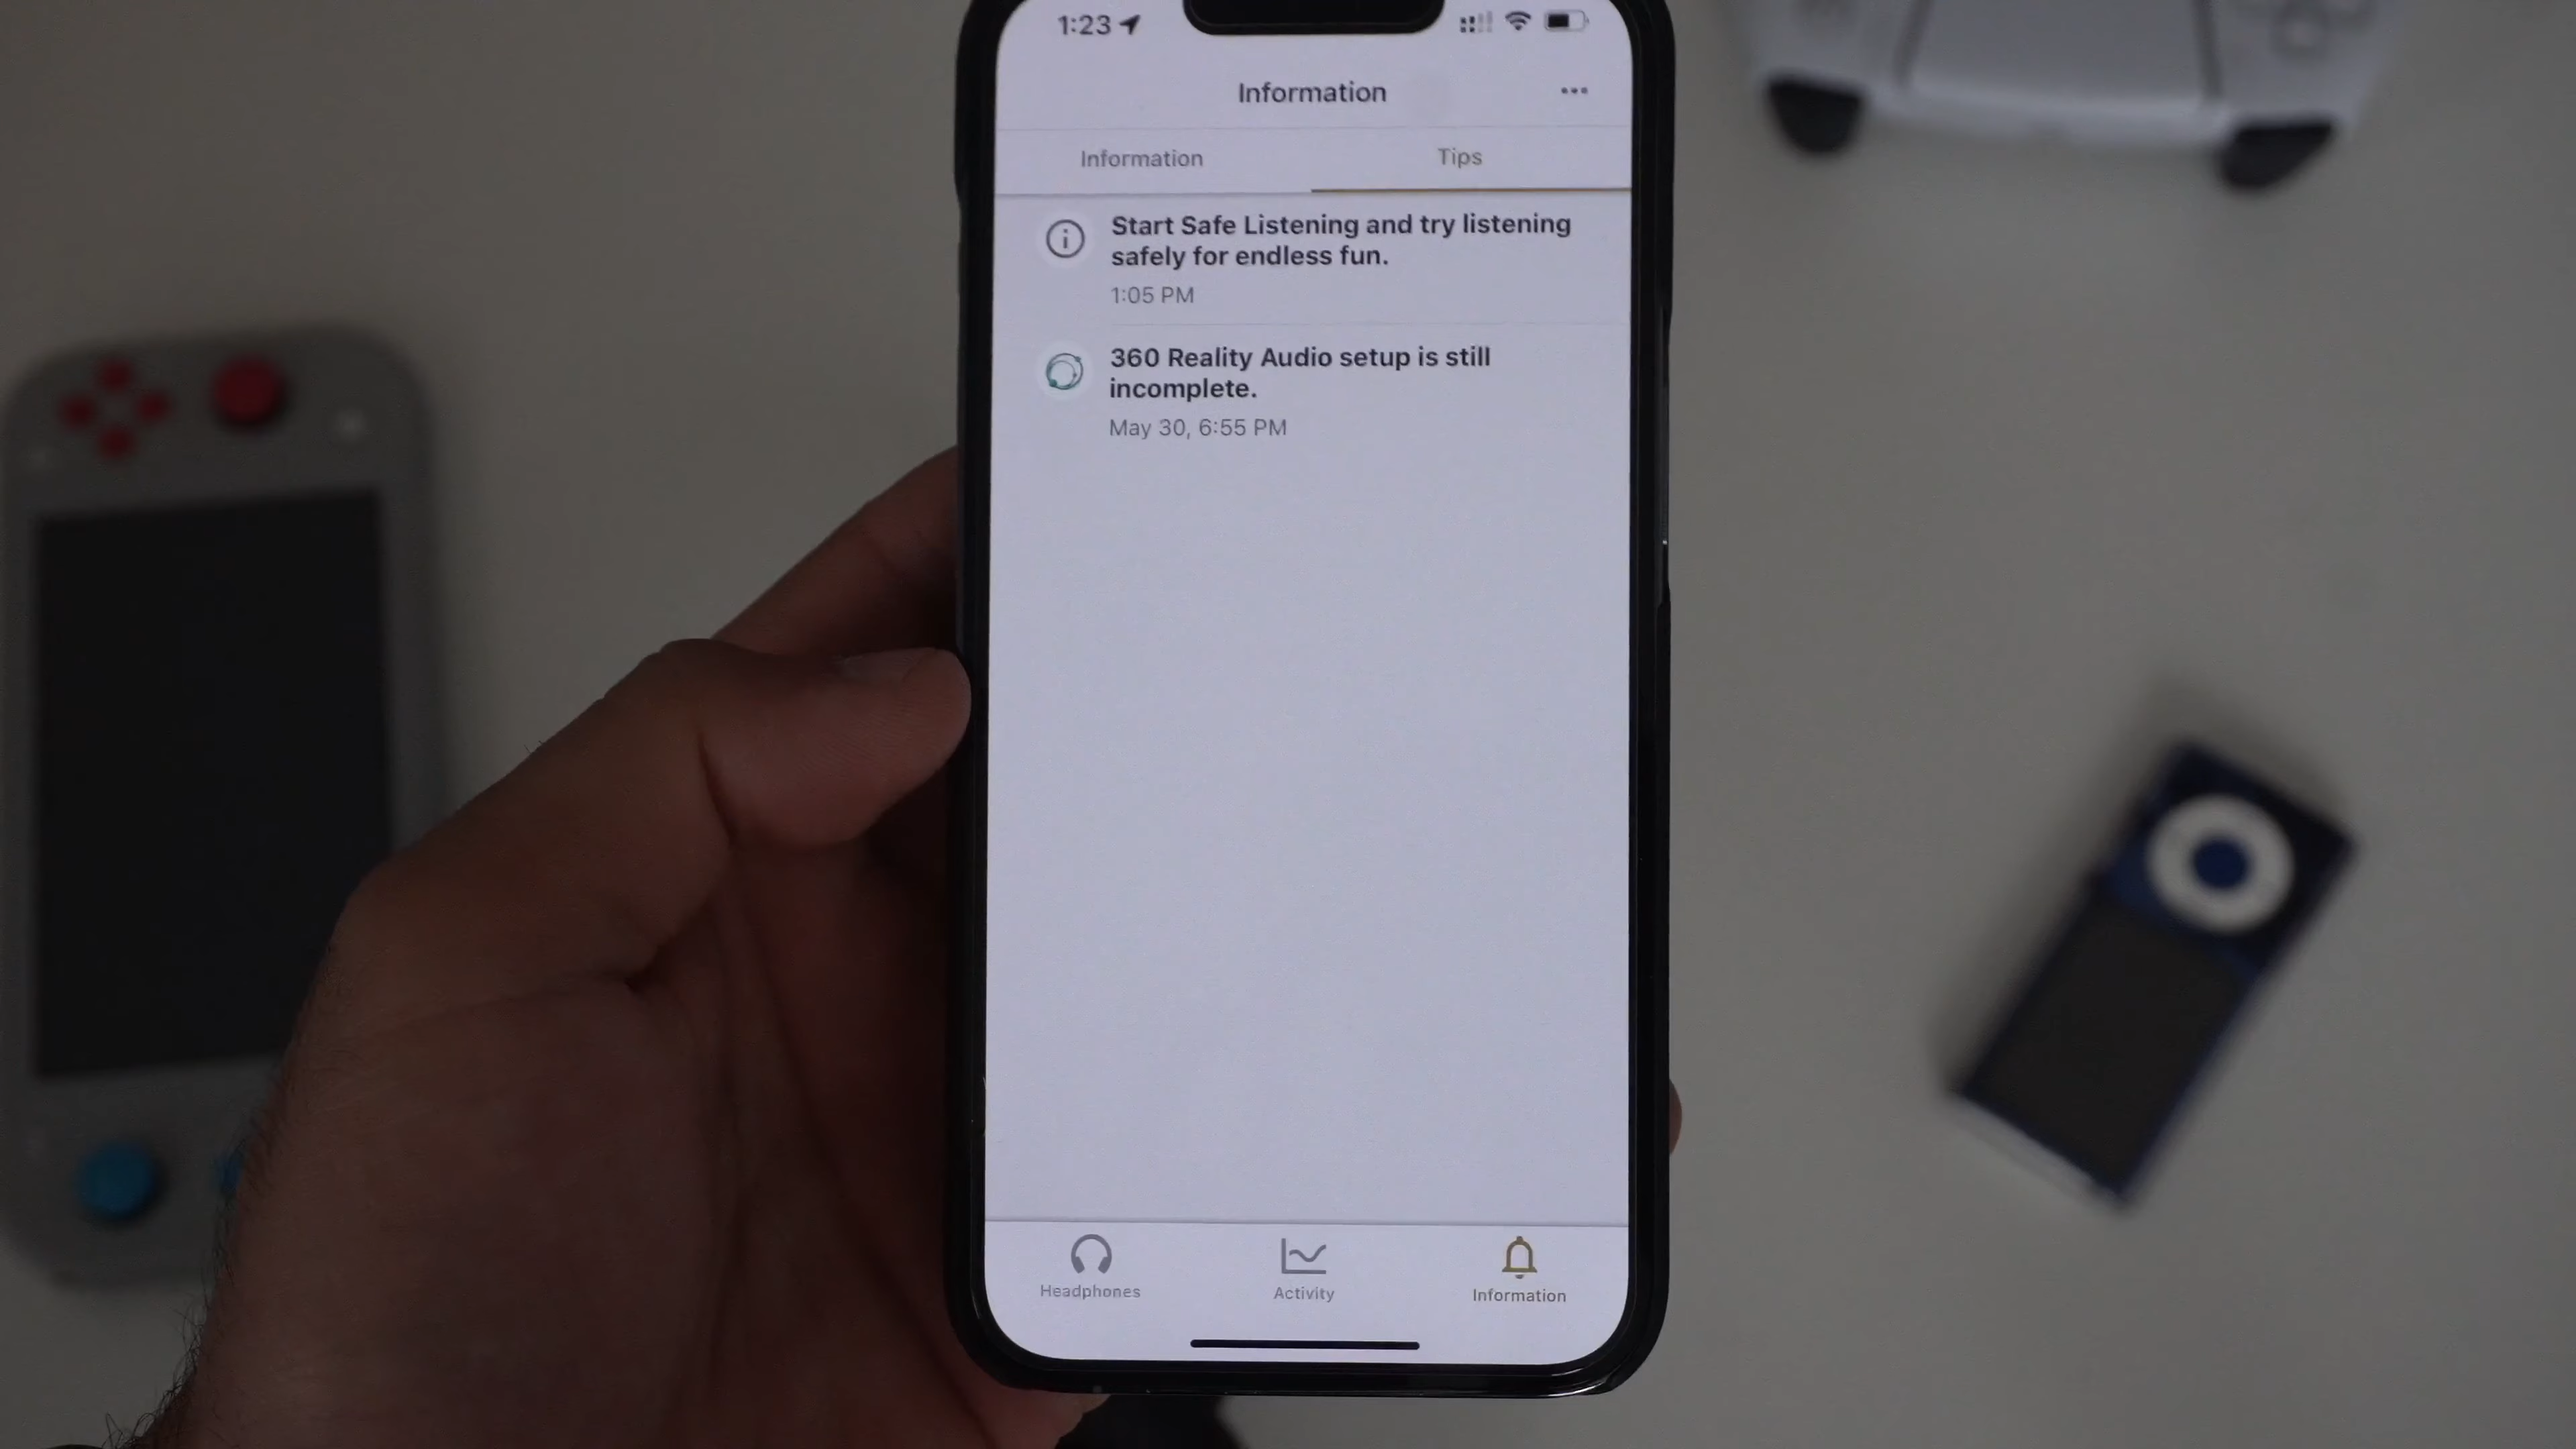 1:23
Information
Information
Tips
Start Safe Listening and try listening
safely for endless fun.
1:05 PM
360 Reality Audio setup is still
incomplete.
May 30, 6:55 PM
Headphones
Activity
Information